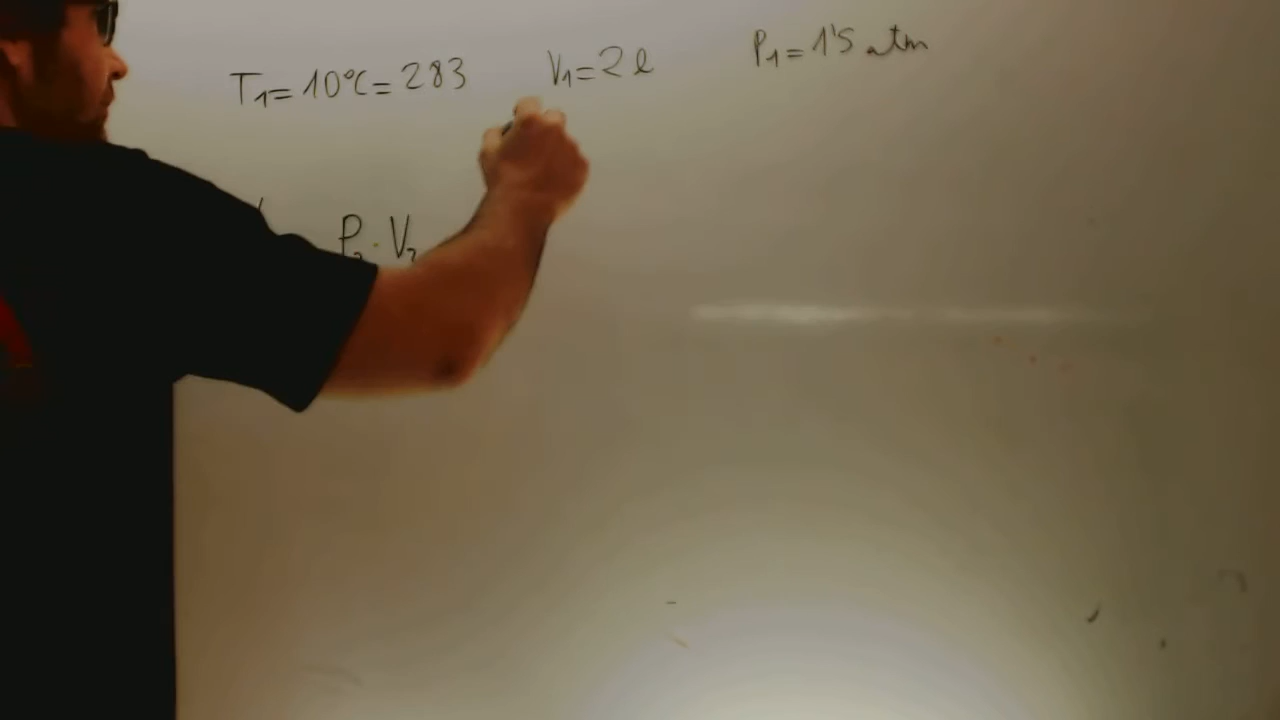 T₁= 10°C= 283 V₁=2 l P₁= 1'5 atm
P₂ · V₂